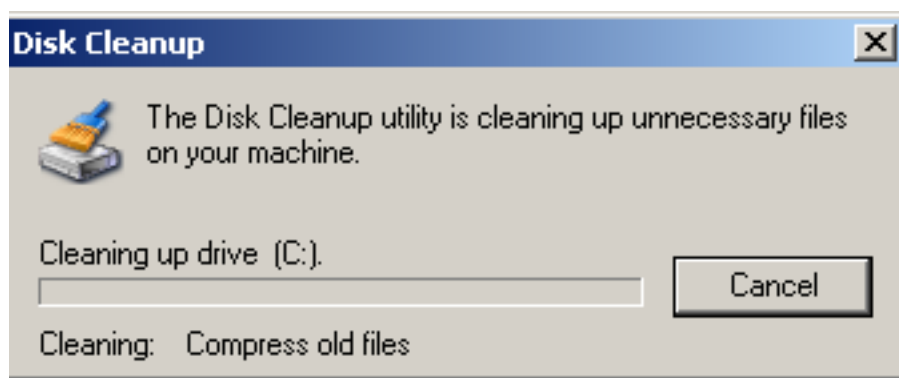 Disk Cleanup
The Disk Cleanup utility is cleaning up unnecessary files
on your machine.
Cleaning up drive  (C:).
Cancel
Cleaning:   Compress old files